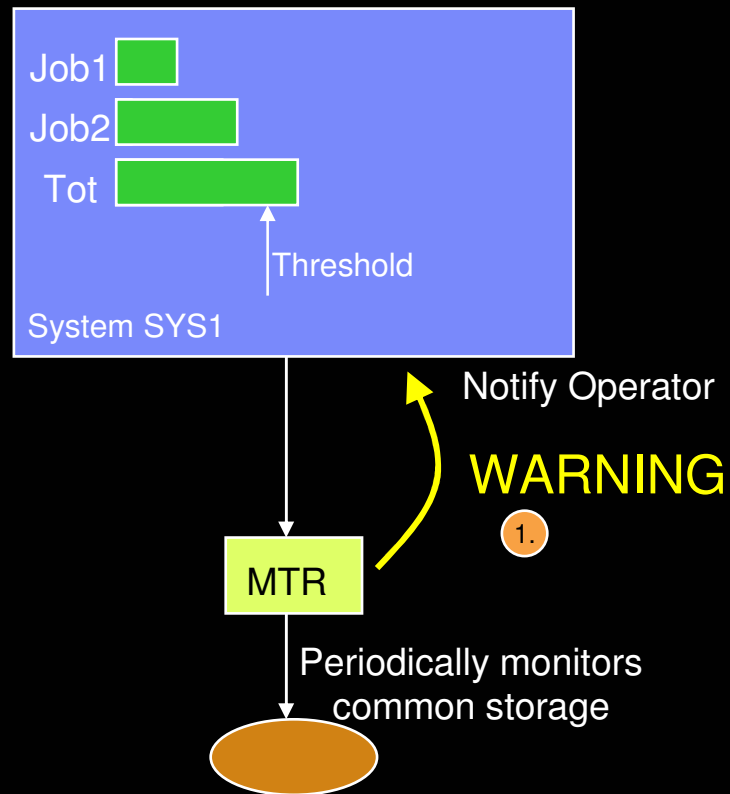 Job1
Job2
Tot
Threshold
System SYS1
Notify Operator
WARNING
1.
MTR
Periodically monitors
common storage